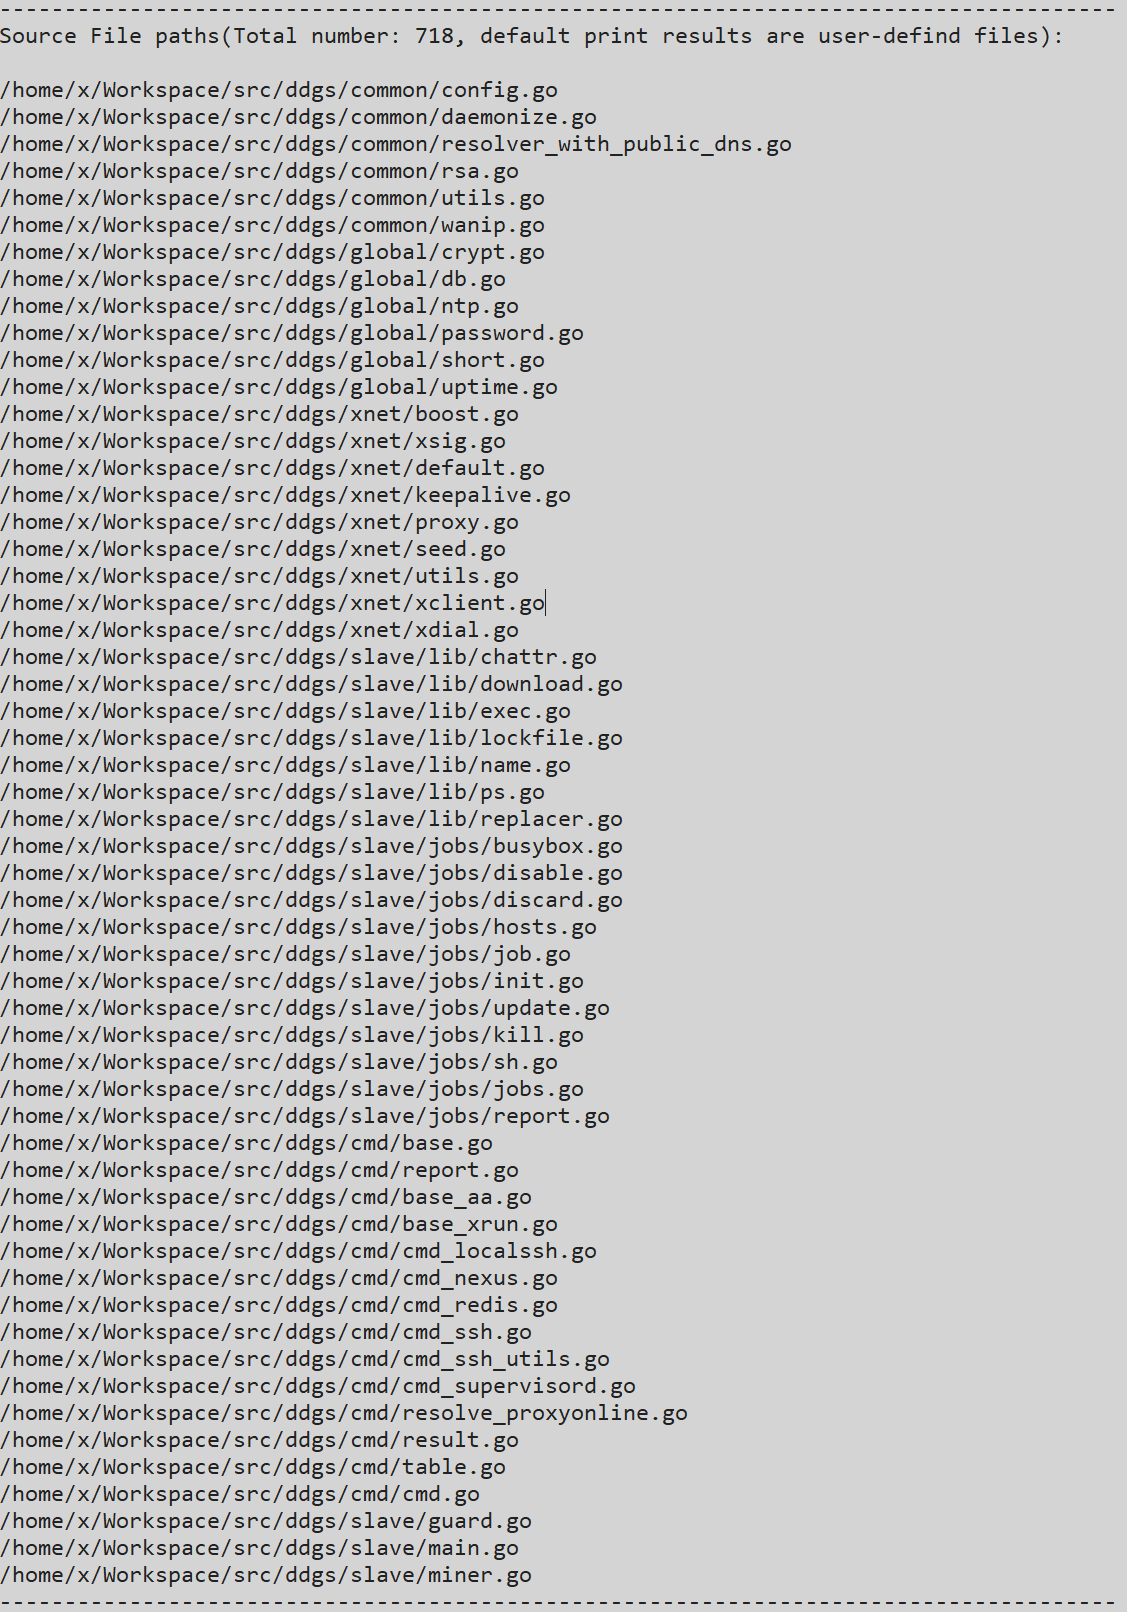 --------------------------------------------------------------------------------------
Source File paths(Total number: 718, default print results are user-defind files):
/home/x/Workspace/src/ddgs/common/config.go
/home/x/Workspace/src/ddgs/common/daemonize.go
/home/x/Workspace/src/ddgs/common/resolver_with_public_dns.go
/home/x/Workspace/src/ddgs/common/rsa.go
/home/x/Workspace/src/ddgs/common/utils.go
/home/x/Workspace/src/ddgs/common/wanip.go
/home/x/Workspace/src/ddgs/global/crypt.go
/home/x/Workspace/src/ddgs/global/db.go
/home/x/Workspace/src/ddgs/global/ntp.go
/home/x/Workspace/src/ddgs/global/password.go
/home/x/Workspace/src/ddgs/global/short.go
/home/x/Workspace/src/ddgs/global/uptime.go
/home/x/Workspace/src/ddgs/xnet/boost.go
/home/x/Workspace/src/ddgs/xnet/xsig.go
/home/x/Workspace/src/ddgs/xnet/default.go
/home/x/Workspace/src/ddgs/xnet/keepalive.go
/home/x/Workspace/src/ddgs/xnet/proxy.go
/home/x/Workspace/src/ddgs/xnet/seed.go
/home/x/Workspace/src/ddgs/xnet/utils.go
/home/x/Workspace/src/ddgs/xnet/xclient.go
/home/x/Workspace/src/ddgs/xnet/xdial.go
/home/x/Workspace/src/ddgs/slave/lib/chattr.go
/home/x/Workspace/src/ddgs/slave/lib/download.go
/home/x/Workspace/src/ddgs/slave/lib/exec.go
/home/x/Workspace/src/ddgs/slave/lib/lockfile.go
/home/x/Workspace/src/ddgs/slave/lib/name.go
/home/x/Workspace/src/ddgs/slave/lib/ps.go
/home/x/Workspace/src/ddgs/slave/lib/replacer.go
/home/x/Workspace/src/ddgs/slave/jobs/busybox.go
/home/x/Workspace/src/ddgs/slave/jobs/disable.go
/home/x/Workspace/src/ddgs/slave/jobs/discard.go
/home/x/Workspace/src/ddgs/slave/jobs/hosts.go
/home/x/Workspace/src/ddgs/slave/jobs/job.go
/home/x/Workspace/src/ddgs/slave/jobs/init.go
/home/x/Workspace/src/ddgs/slave/jobs/update.go
/home/x/Workspace/src/ddgs/slave/jobs/kill.go
/home/x/Workspace/src/ddgs/slave/jobs/sh.go
/home/x/Workspace/src/ddgs/slave/jobs/jobs.go
/home/x/Workspace/src/ddgs/slave/jobs/report.go
/home/x/Workspace/src/ddgs/cmd/base.go
/home/x/Workspace/src/ddgs/cmd/report.go
/home/x/Workspace/src/ddgs/cmd/base_aa.go
/home/x/Workspace/src/ddgs/cmd/base_xrun.go
/home/x/Workspace/src/ddgs/cmd/cmd_localssh.go
/home/x/Workspace/src/ddgs/cmd/cmd_nexus.go
/home/x/Workspace/src/ddgs/cmd/cmd_redis.go
/home/x/Workspace/src/ddgs/cmd/cmd_ssh.go
/home/x/Workspace/src/ddgs/cmd/cmd_ssh_utils.go
/home/x/Workspace/src/ddgs/cmd/cmd_supervisord.go
/home/x/Workspace/src/ddgs/cmd/resolve_proxyonline.go
/home/x/Workspace/src/ddgs/cmd/result.go
/home/x/Workspace/src/ddgs/cmd/table.go
/home/x/Workspace/src/ddgs/cmd/cmd.go
/home/x/Workspace/src/ddgs/slave/guard.go
/home/x/Workspace/src/ddgs/slave/main.go
/home/x/Workspace/src/ddgs/slave/miner.go
--------------------------------------------------------------------------------------